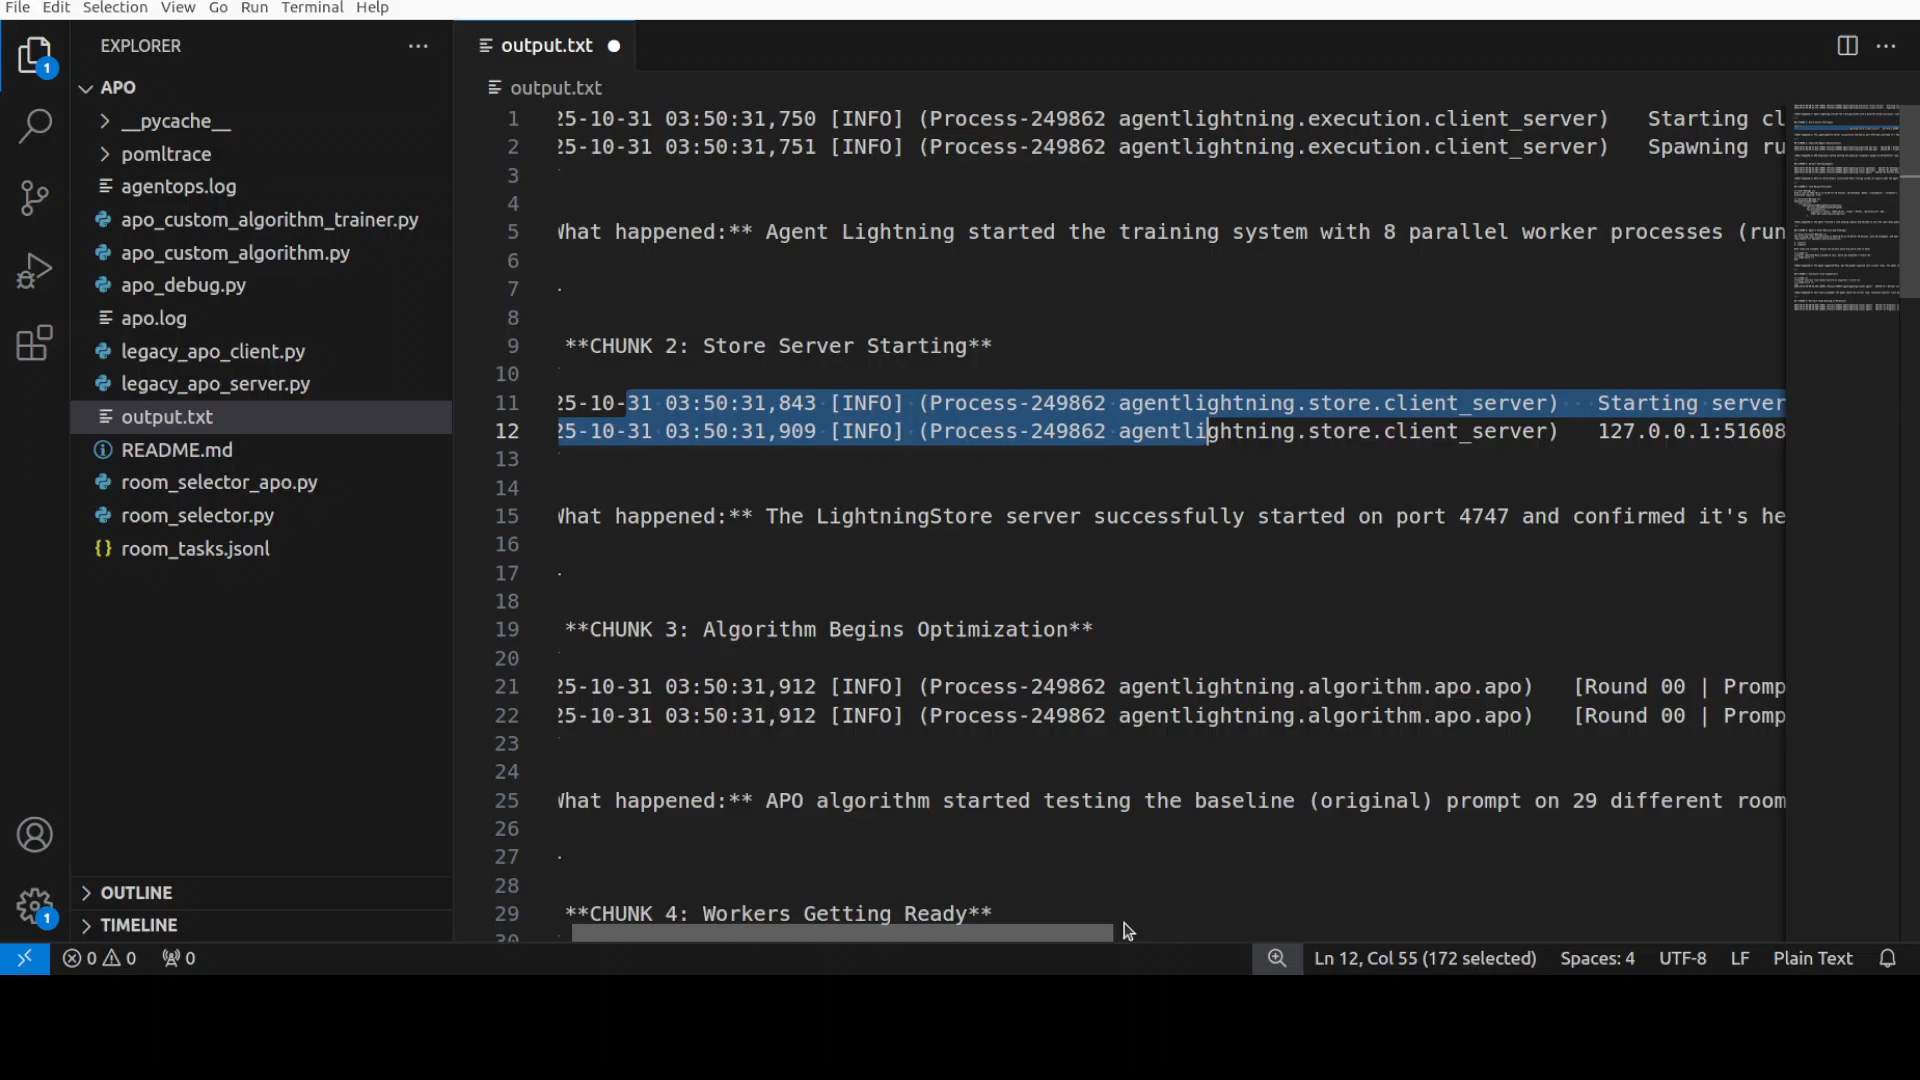 File Edit Selection View Go Run Terminal Help
EXPLORER
output.txt
APO
output.txt
__pycache__
pomltrace
agentops.log
apo_custom_algorithm_trainer.py
apo_custom_algorithm.py
apo_debug.py
apo.log
legacy_apo_client.py
legacy_apo_server.py
output.txt
README.md
room_selector_apo.py
room_selector.py
room_tasks.jsonl
OUTLINE
TIMELINE
1
1
1 25-10-31 03:50:31,750 [INFO] (Process-249862 agentlightning.execution.client_server) Starting cl
2 25-10-31 03:50:31,751 [INFO] (Process-249862 agentlightning.execution.client_server) Spawning ru
3
4
5 What happened:** Agent Lightning started the training system with 8 parallel worker processes (run
6
7
8
9 **CHUNK 2: Store Server Starting**
10
11 25-10-31 03:50:31,843 [INFO] (Process-249862 agentlightning.store.client_server) Starting server
12 25-10-31 03:50:31,909 [INFO] (Process-249862 agentlightning.store.client_server) 127.0.0.1:51608
13
14
15 What happened:** The LightningStore server successfully started on port 4747 and confirmed it's he
16
17
18
19 **CHUNK 3: Algorithm Begins Optimization**
20
21 25-10-31 03:50:31,912 [INFO] (Process-249862 agentlightning.algorithm.apo.apo) [Round 00 | Promp
22 25-10-31 03:50:31,912 [INFO] (Process-249862 agentlightning.algorithm.apo.apo) [Round 00 | Promp
23
24
25 What happened:** APO algorithm started testing the baseline (original) prompt on 29 different room
26
27
28
29 **CHUNK 4: Workers Getting Ready**
30
0 0 0 Ln 12, Col 55 (172 selected) Spaces: 4 UTF-8 LF Plain Text